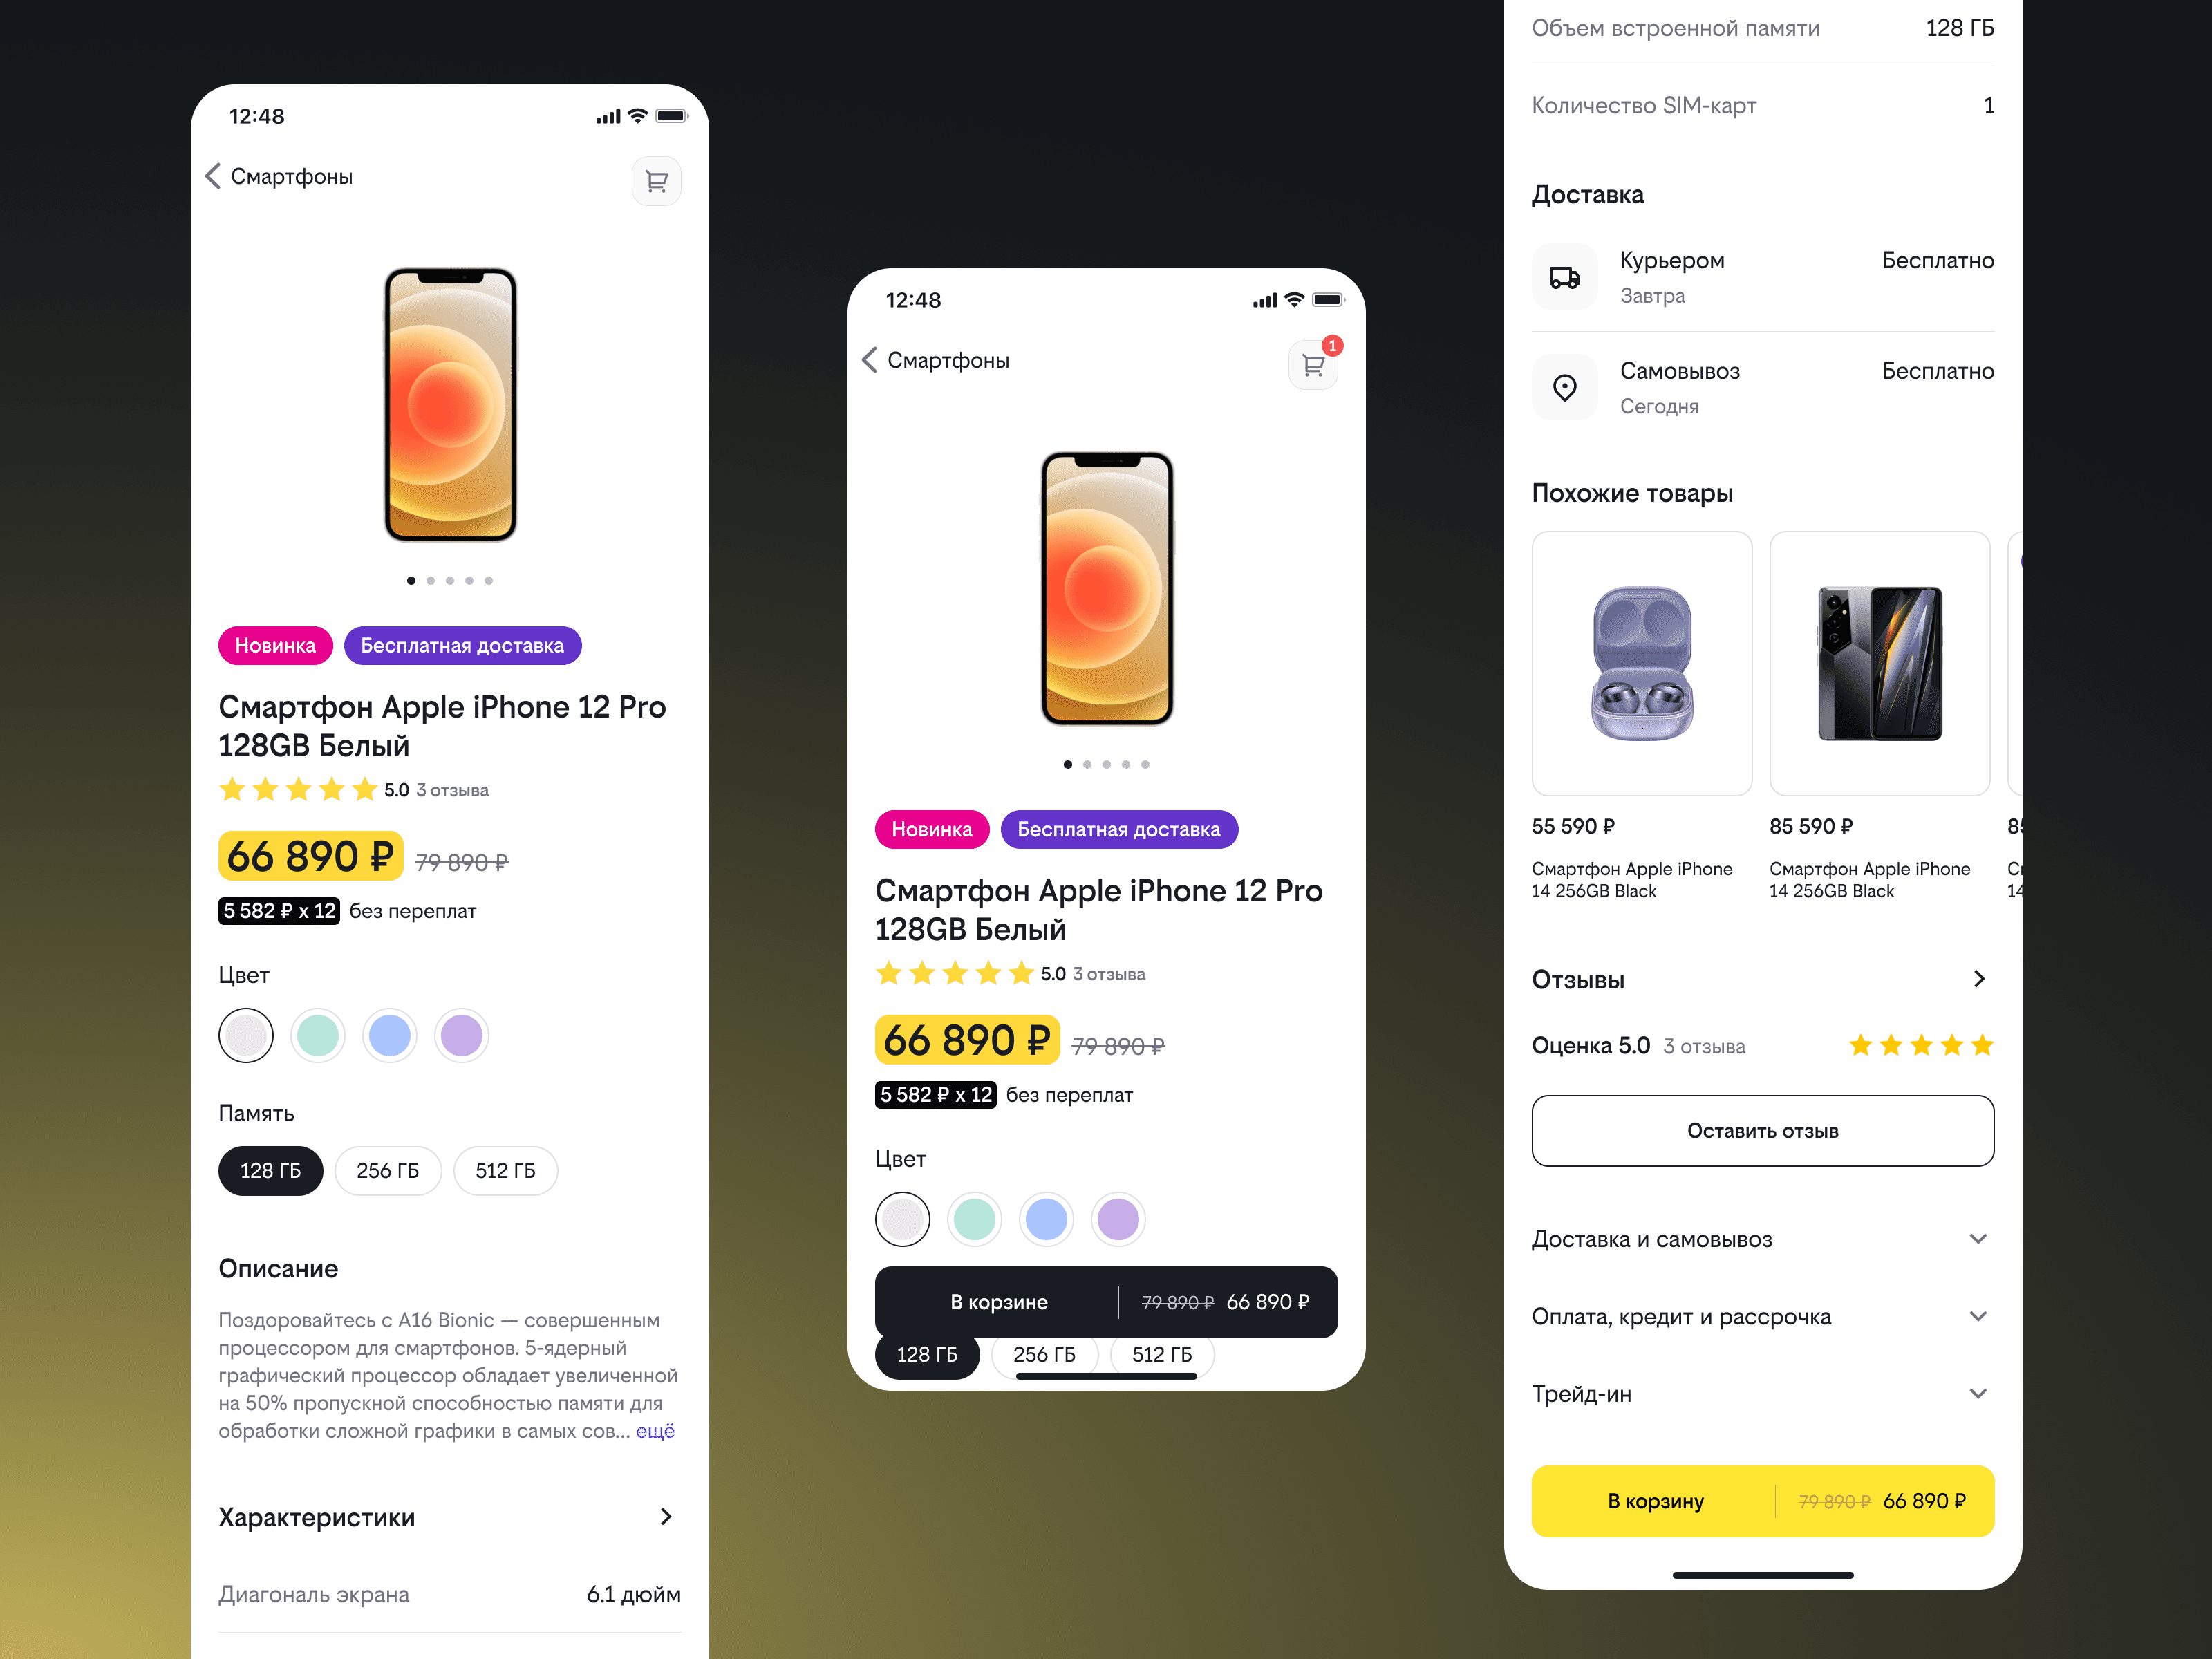 12:48
Смартфоны
Новинка
Бесплатная доставка
Смартфон Apple iPhone 12 Pro
128GB Белый
5.0 3 отзыва
66 890 ₽ 79 890 ₽
5 582 ₽ x 12 без переплат
Цвет
Память
128 ГБ
256 ГБ
512 ГБ
Описание
Поздоровайтесь с A16 Bionic — совершенным
процессором для смартфонов. 5-ядерный
графический процессор обладает увеличенной
на 50% пропускной способностью памяти для
обработки сложной графики в самых сов... ещё
Характеристики
Диагональ экрана 6.1 дюйм
12:48
Смартфоны
1
Новинка
Бесплатная доставка
Смартфон Apple iPhone 12 Pro
128GB Белый
5.0 3 отзыва
66 890 ₽ 79 890 ₽
5 582 ₽ x 12 без переплат
Цвет
В корзине 79 890 ₽ 66 890 ₽
128 ГБ
256 ГБ
512 ГБ
Объем встроенной памяти 128 ГБ
Количество SIM-карт 1
Доставка
Курьером Бесплатно
Завтра
Самовывоз Бесплатно
Сегодня
Похожие товары
55 590 ₽
Смартфон Apple iPhone
14 256GB Black
85 590 ₽
Смартфон Apple iPhone
14 256GB Black
Отзывы
Оценка 5.0 3 отзыва
Оставить отзыв
Доставка и самовывоз
Оплата, кредит и рассрочка
Трейд-ин
В корзину 79 890 ₽ 66 890 ₽